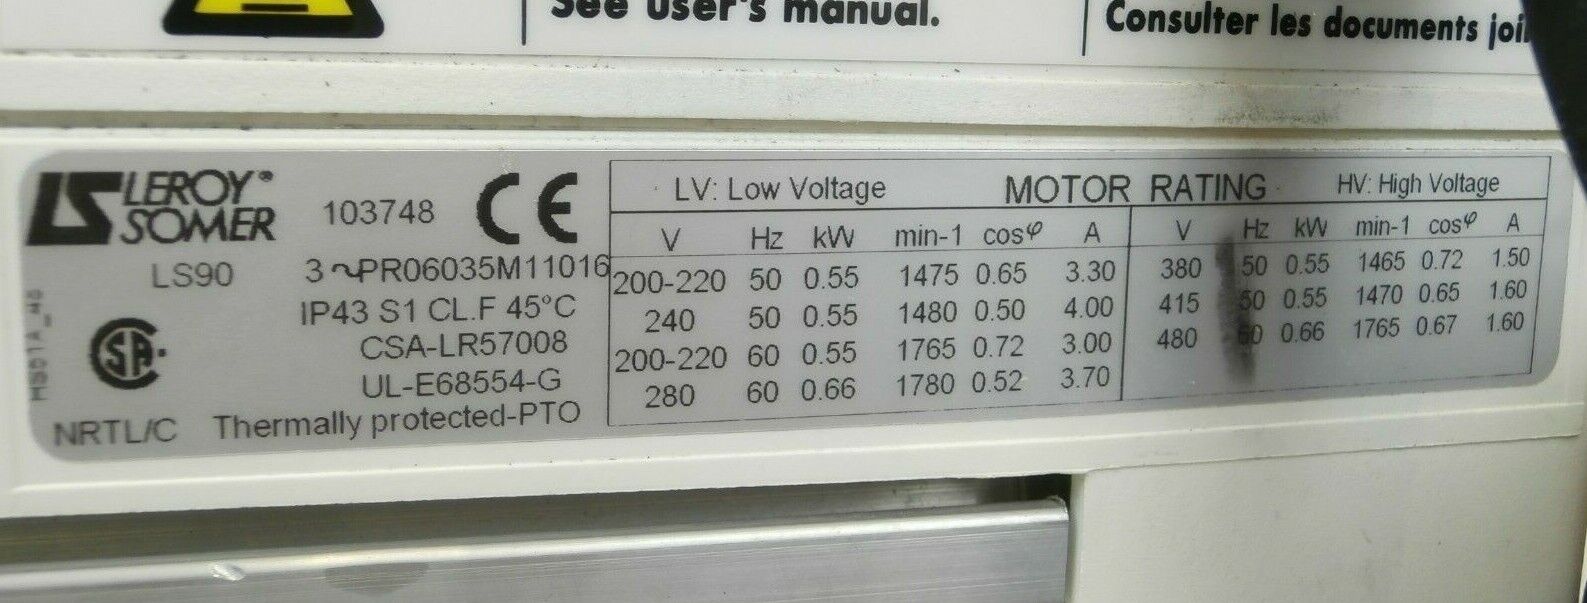 See user's manual.
Consulter les documents
LS LEROY®
SOMER
103748
CE
LS90
3~PR06035M11016
IP43 S1 CL.F 45°C
CSA-LR57008
UL-E68554-G
SA
NRTL/C Thermally protected-PTO
LV: Low Voltage MOTOR RATING HV: High Voltage
V Hz kW min-1 cosφ A V Hz kW min-1 cosφ A
200-220 50 0.55 1475 0.65 3.30 380 50 0.55 1465 0.72 1.50
240 50 0.55 1480 0.50 4.00 415 50 0.55 1470 0.65 1.60
200-220 60 0.55 1765 0.72 3.00 480 60 0.66 1765 0.67 1.60
280 60 0.66 1780 0.52 3.70